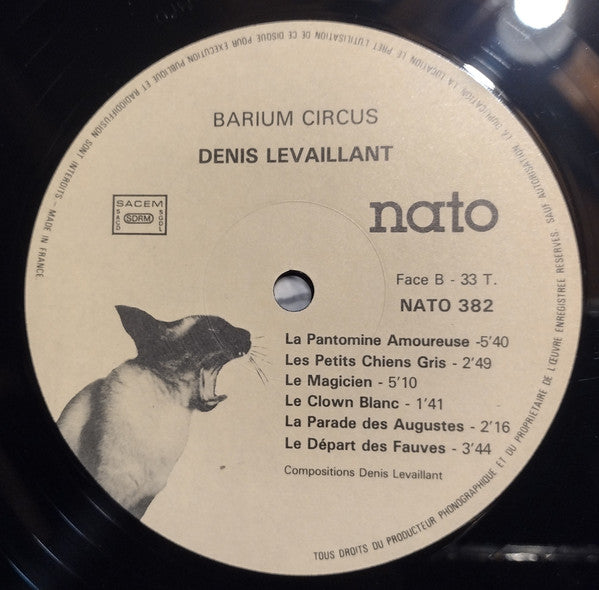 BARIUM CIRCUS
DENIS LEVAILLANT
SACEM
SACD
SDRM
SGDL
nato
Face B - 33 T.
NATO 382
La Pantomine Amoureuse -5'40
Les Petits Chiens Gris - 2'49
Le Magicien - 5'10
Le Clown Blanc - 1'41
La Parade des Augustes - 2'16
Le Départ des Fauves - 3'44
Compositions Denis Levaillant
TOUS DROITS DU PRODUCTEUR PHONOGRAPHIQUE ET DU PROPRIETAIRE DE L'ŒUVRE ENREGISTREE RESERVES. SAUF AUTORISATION, LA DUPLICATION, LA LOCATION, LE PRET, L'UTILISATION DE CE DISQUE POUR EXECUTION PUBLIQUE ET RADIODIFFUSION SONT INTERDITS - MADE IN FRANCE